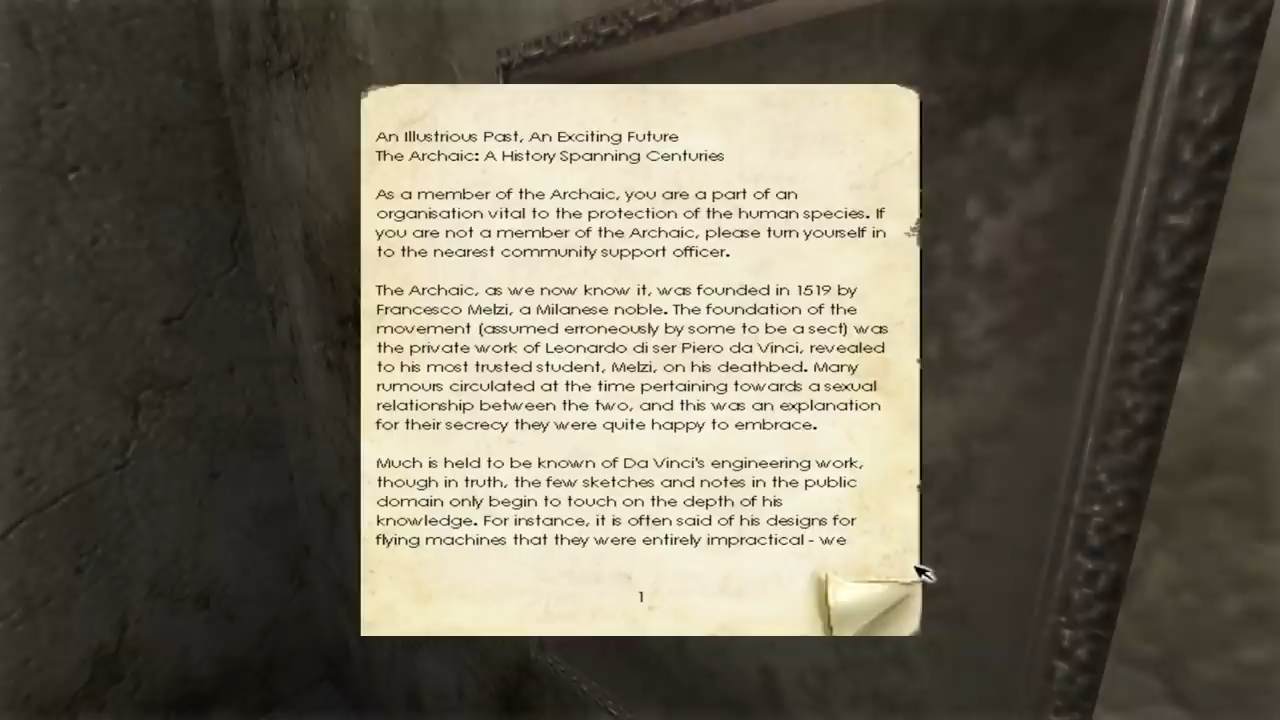 An Illustrious Past, An Exciting Future
The Archaic: A History Spanning Centuries
As a member of the Archaic, you are a part of an
organisation vital to the protection of the human species. If
you are not a member of the Archaic, please turn yourself in
to the nearest community support officer.
The Archaic, as we now know it, was founded in 1519 by
Francesco Melzi, a Milanese noble. The foundation of the
movement (assumed erroneously by some to be a sect) was
the private work of Leonardo di ser Piero da Vinci, revealed
to his most trusted student, Melzi, on his deathbed. Many
rumours circulated at the time pertaining towards a sexual
relationship between the two, and this was an explanation
for their secrecy they were quite happy to embrace.
Much is held to be known of Da Vinci's engineering work,
though in truth, the few sketches and notes in the public
domain only begin to touch on the depth of his
knowledge. For instance, it is often said of his designs for
flying machines that they were entirely impractical - we
1